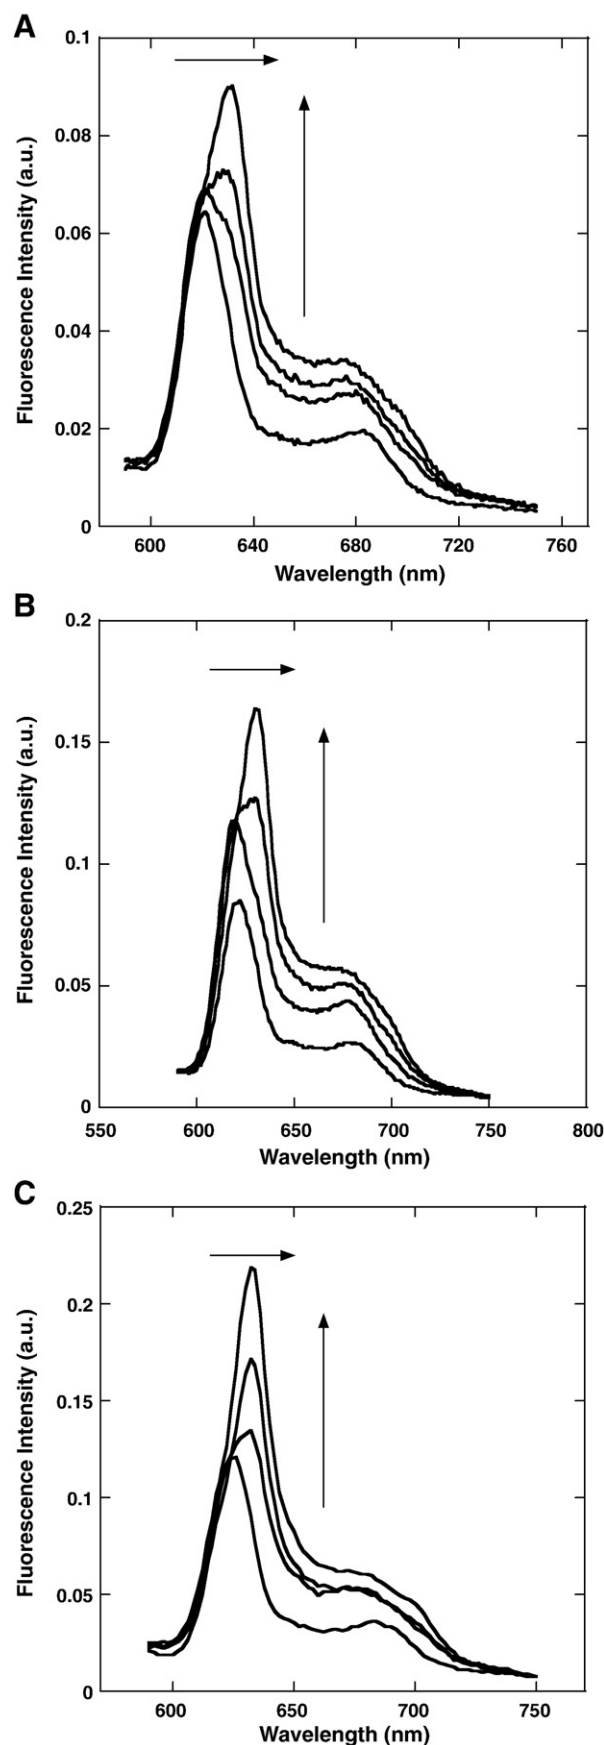 A
Fluorescence Intensity (a.u.)
0.1
0.08
0.06
0.04
0.02
0
600 640 680 720 760
Wavelength (nm)
B
Fluorescence Intensity (a.u.)
0.2
0.15
0.1
0.05
0
550 600 650 700 750 800
Wavelength (nm)
C
Fluorescence Intensity (a.u.)
0.25
0.2
0.15
0.1
0.05
0
600 650 700 750
Wavelength (nm)